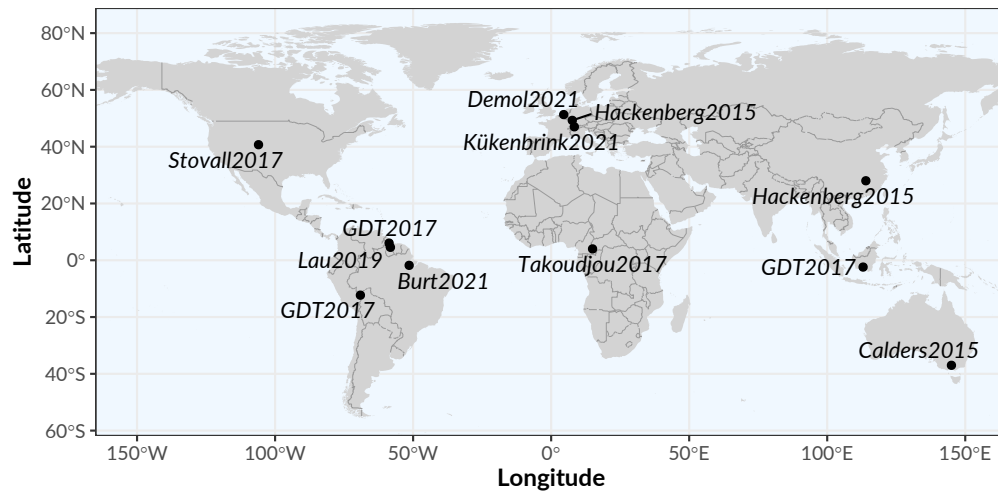 80°N
60°N
40°N
20°N
0°
20°S
40°S
60°S
Latitude
Demol2021
Hackenberg2015
Kükenbrink2021
Stovall2017
Hackenberg2015
GDT2017
Lau2019
Takoudjou2017
GDT2017
Burt2021
GDT2017
Calders2015
150°W
100°W
50°W
0°
50°E
100°E
150°E
Longitude